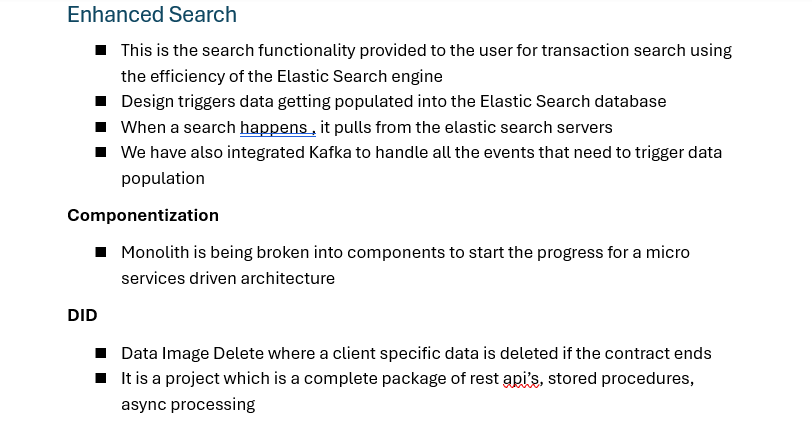 Enhanced Search
■ This is the search functionality provided to the user for transaction search using
the efficiency of the Elastic Search engine
■ Design triggers data getting populated into the Elastic Search database
■ When a search happens , it pulls from the elastic search servers
■ We have also integrated Kafka to handle all the events that need to trigger data
population
Componentization
■ Monolith is being broken into components to start the progress for a micro
services driven architecture
DID
■ Data Image Delete where a client specific data is deleted if the contract ends
■ It is a project which is a complete package of rest api’s, stored procedures,
async processing